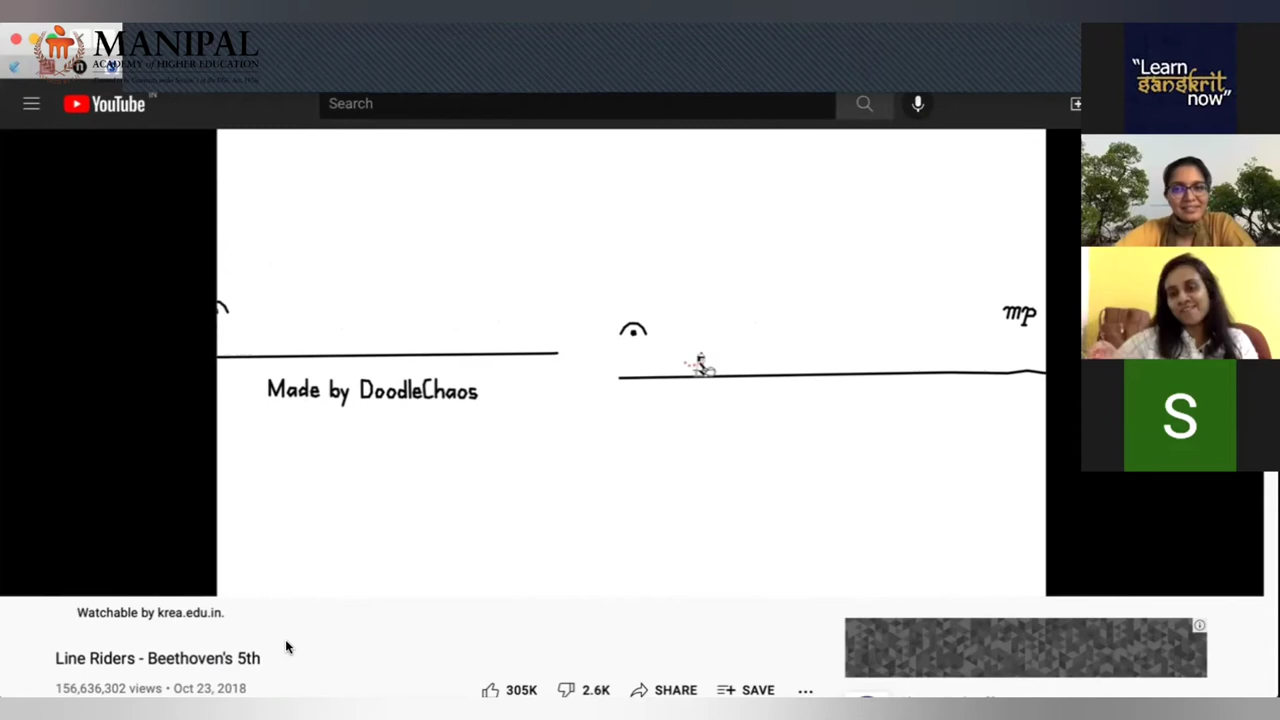 MANIPAL
ACADEMY OF HIGHER EDUCATION
YouTube IN
Search
"Learn
sanskrit
now"
mp
Made by DoodleChaos
S
Watchable by krea.edu.in.
Line Riders - Beethoven's 5th
156,636,302 views • Oct 23, 2018
305K
2.6K
SHARE
SAVE